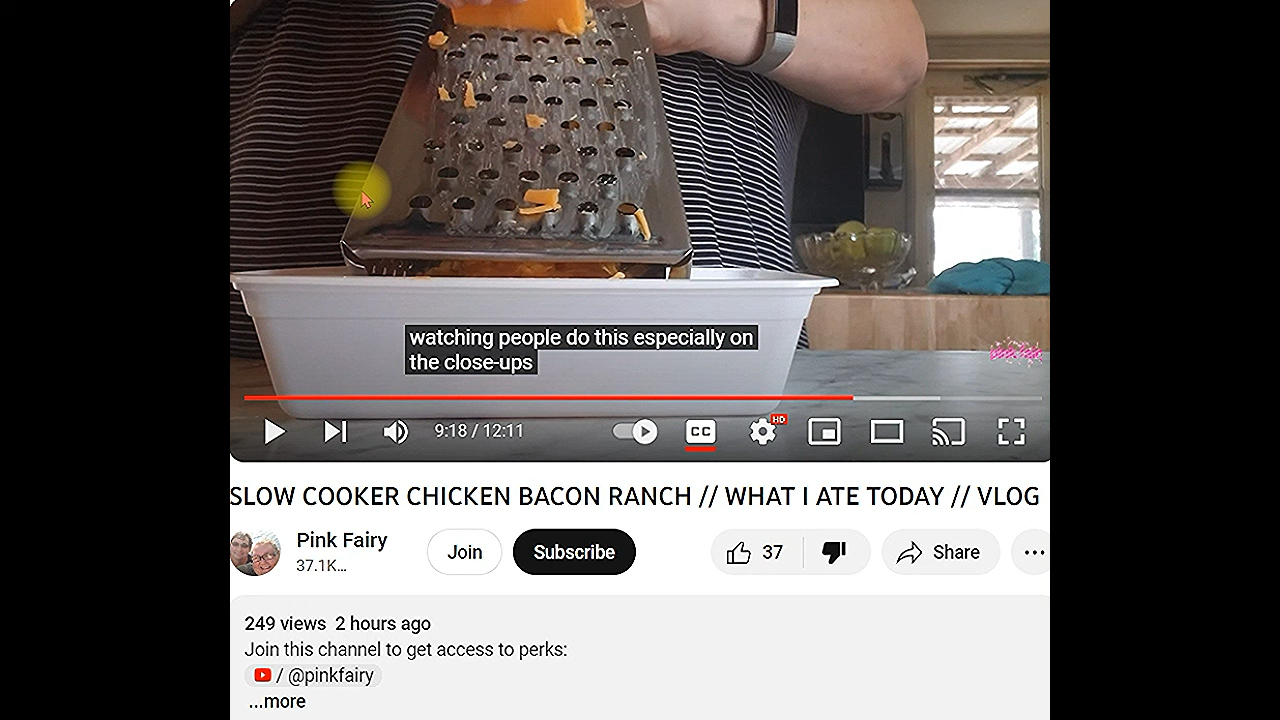 watching people do this especially on
the close-ups
9:18 / 12:11
CC
HD
SLOW COOKER CHICKEN BACON RANCH // WHAT I ATE TODAY // VLOG
Pink Fairy
37.1K…
Join
Subscribe
37
Share
249 views 2 hours ago
Join this channel to get access to perks:
/ @pinkfairy
...more